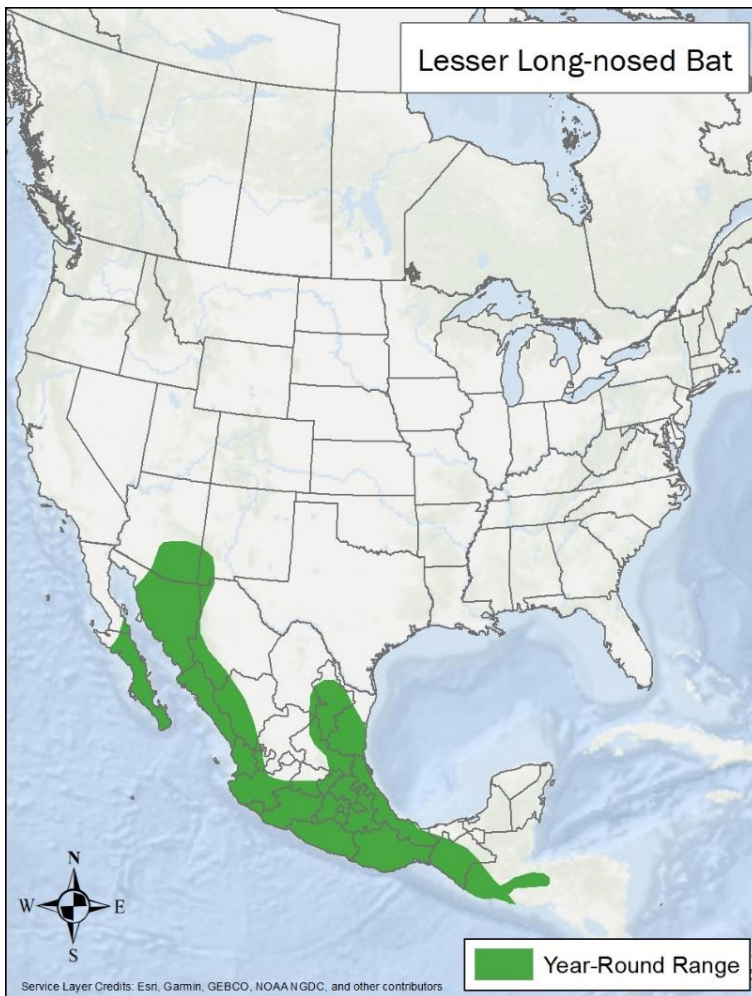 Lesser Long-nosed Bat
N
W E
S
Year-Round Range
Service Layer Credits: Esri, Garmin, GEBCO, NOAA NGDC, and other contributors